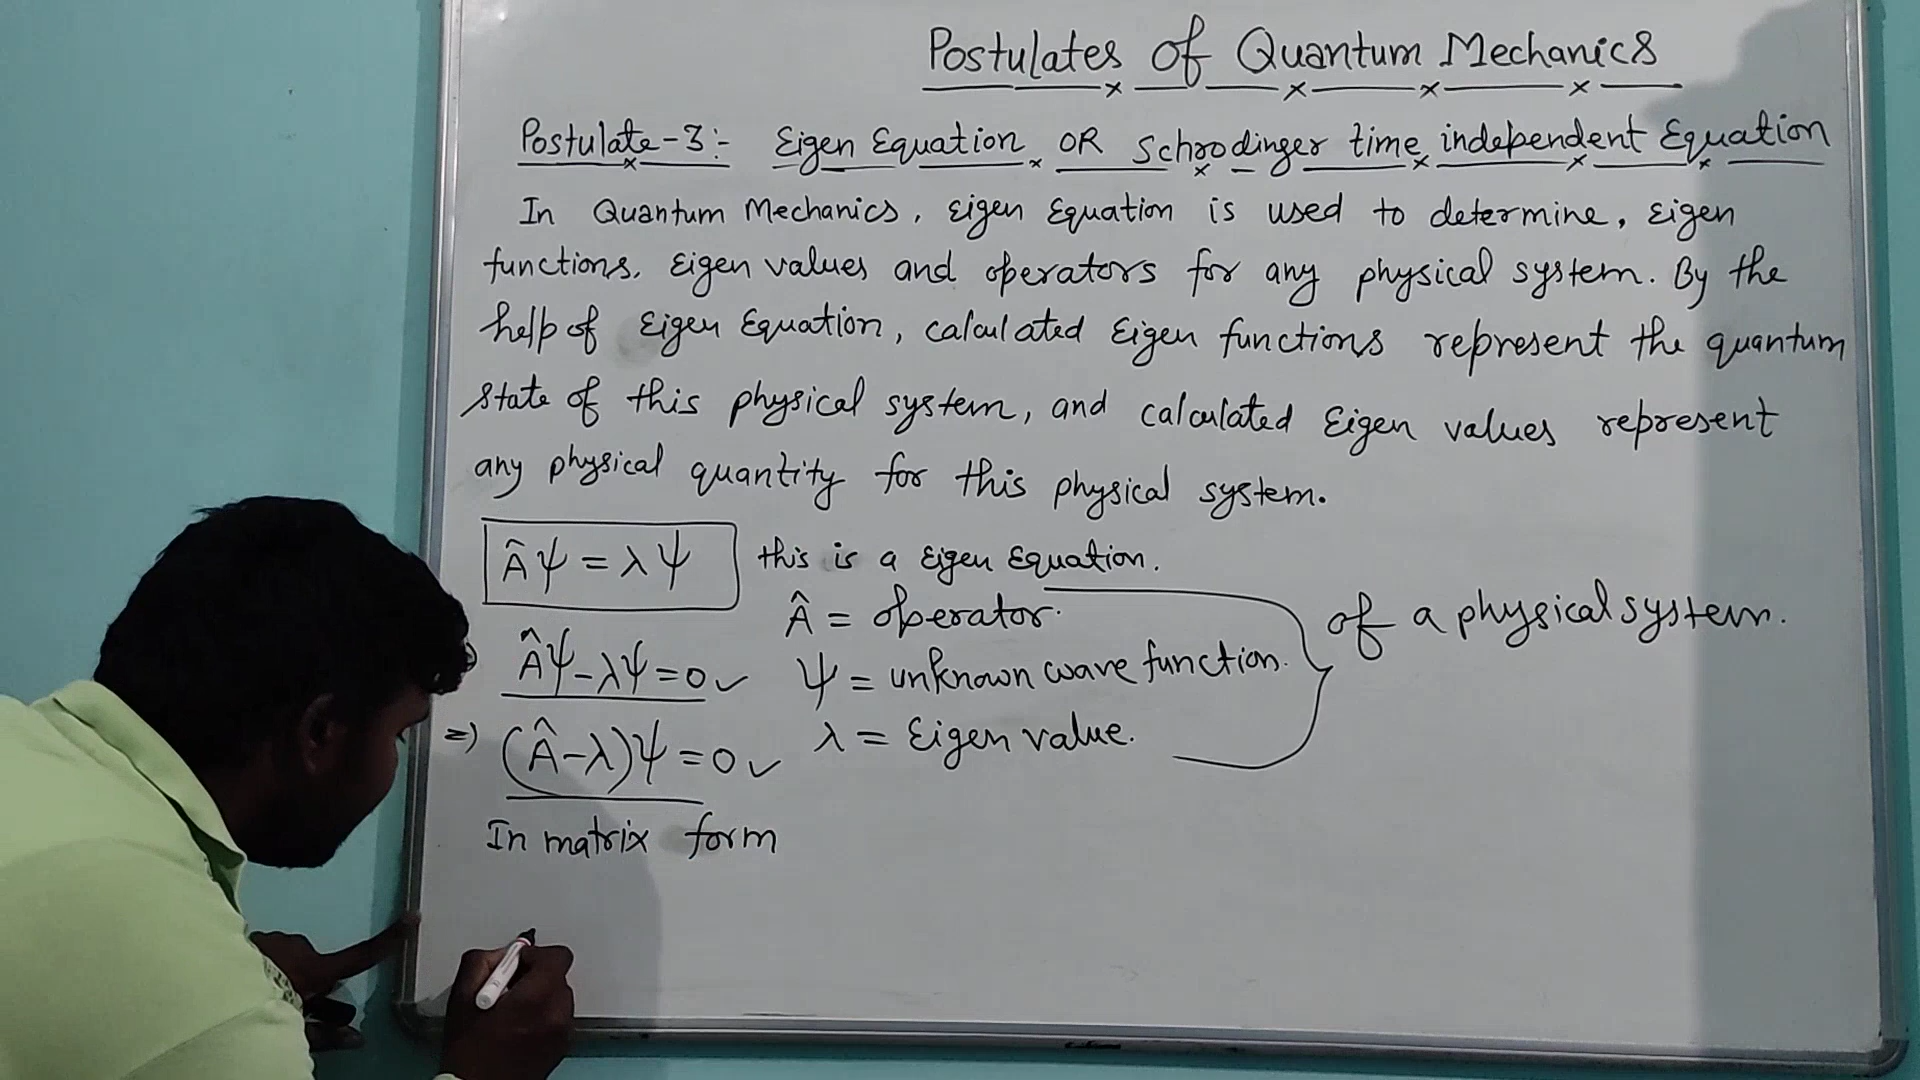 Postulates of Quantum Mechanics
Postulate-3:- Eigen Equation OR Schrodinger time independent Equation
In Quantum Mechanics, Eigen Equation is used to determine, Eigen
functions, Eigen values and operators for any physical system. By the
help of Eigen Equation, calculated Eigen functions represent the quantum
state of this physical system, and calculated Eigen values represent
any physical quantity for this physical system.
Âψ = λψ this is a Eigen Equation.
Â = operator.
of a physical system.
Âψ-λψ=0✓ ψ = unknown wave function.
=) (Â-λ)ψ=0✓ λ = Eigen value.
In matrix form